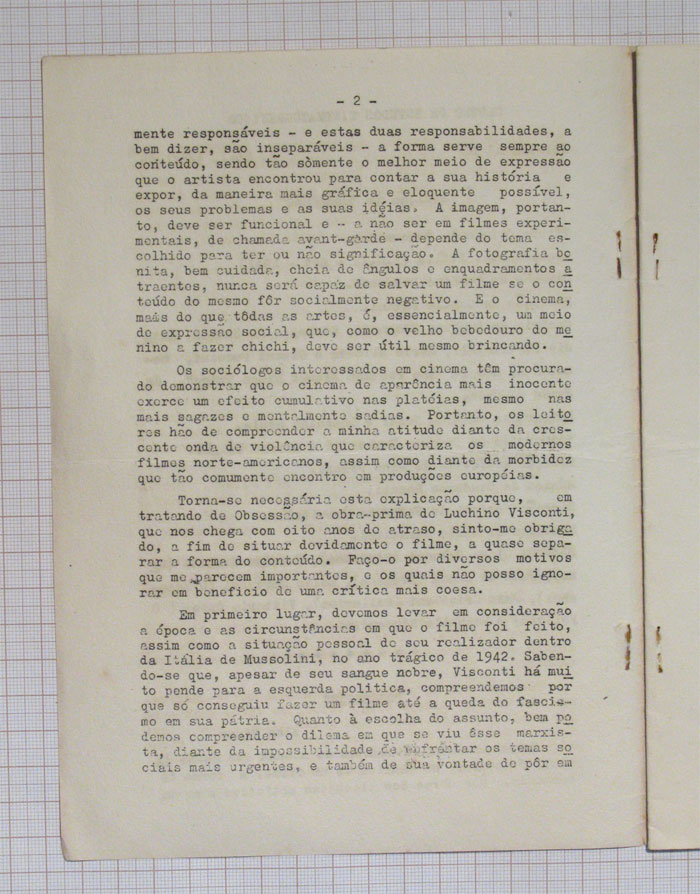 - 2 -
mente responsáveis - e estas duas responsabilidades, a
bem dizer, são inseparáveis - a forma serve sempre ao
conteúdo, sendo tão sòmente o melhor meio de expressão
que o artista encontrou para contar a sua história e
expor, da maneira mais gráfica e eloquente possível,
os seus problemas e as suas idéias. A imagem, portan-
to, deve ser funcional e - a não ser em filmes experi-
mentais, de chamada avant-garde - depende do tema es-
colhido para ter ou não significação. A fotografia bo
nita, bem cuidada, cheia de ângulos e enquadramentos a
traentes, nunca será capaz de salvar um filme se o con
teúdo do mesmo fôr socialmente negativo. E o cinema,
mais do que tôdas as artes, é, essencialmente, um meio
de expressão social, que, como o velho bebedouro do me
nino a fazer chichi, deve ser útil mesmo brincando.
Os sociólogos interessados em cinema têm procura-
do demonstrar que o cinema de aparência mais inocente
exerce um efeito cumulativo nas platéias, mesmo nas
mais sagazes e mentalmente sadias. Portanto, os leito
res hão de compreender a minha atitude diante da cres-
cente onda de violência que caracteriza os modernos
filmes norte-americanos, assim como diante da morbidez
que tão comumente encontro em produções européias.
Torna-se necessária esta explicação porque, em
tratando de Obsessão, a obra-prima de Luchino Visconti,
que nos chega com oito anos de atraso, sinto-me obriga
do, a fim de situar devidamente o filme, a quase sepa-
rar a forma do conteúdo. Faço-o por diversos motivos
que me parecem importantes, e os quais não posso igno-
rar em beneficio de uma crítica mais coesa.
Em primeiro lugar, devemos levar em consideração
a época e as circunstâncias em que o filme foi feito,
assim como a situação pessoal de seu realizador dentro
da Itália de Mussolini, no ano trágico de 1942. Saben-
do-se que, apesar de seu sangue nobre, Visconti há mui
to pende para a esquerda politica, compreendemos por
que só conseguiu fazer um filme até a queda do fascis-
mo em sua pátria. Quanto à escolha do assunto, bem po
demos compreender o dilema em que se viu êsse marxis-
ta, diante da impossibilidade de enfrentar os temas so
ciais mais urgentes, e também de sua vontade de pôr em